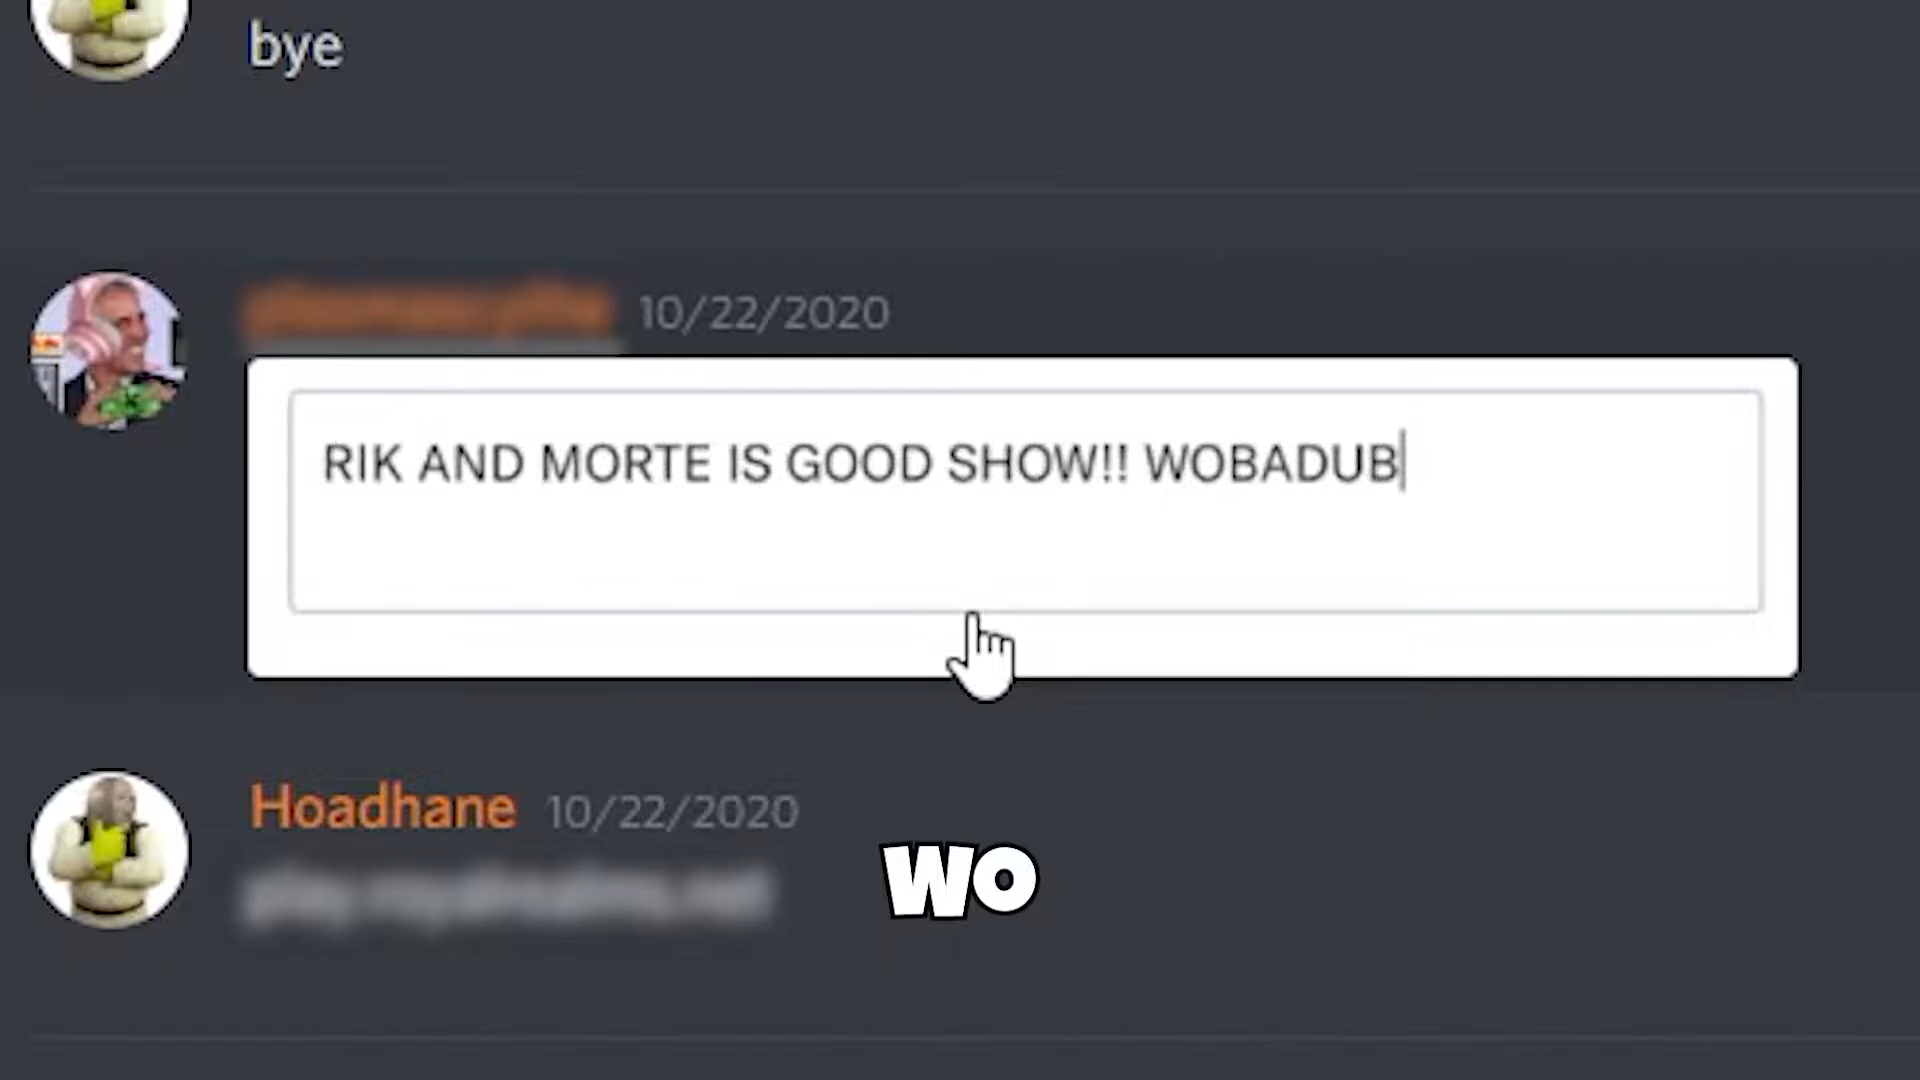 bye
10/22/2020
RIK AND MORTE IS GOOD SHOW!! WOBADUB
Hoadhane 10/22/2020
WO